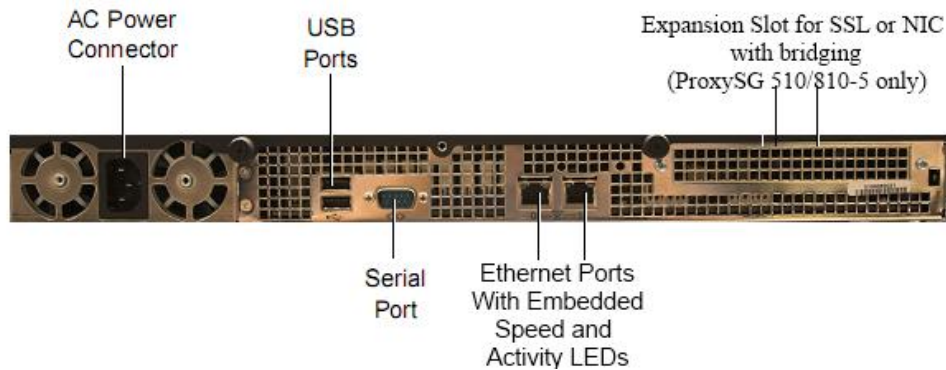 AC Power
Connector
USB
Ports
Expansion Slot for SSL or NIC
with bridging
(ProxySG 510/810-5 only)
Serial
Port
Ethernet Ports
With Embedded
Speed and
Activity LEDs